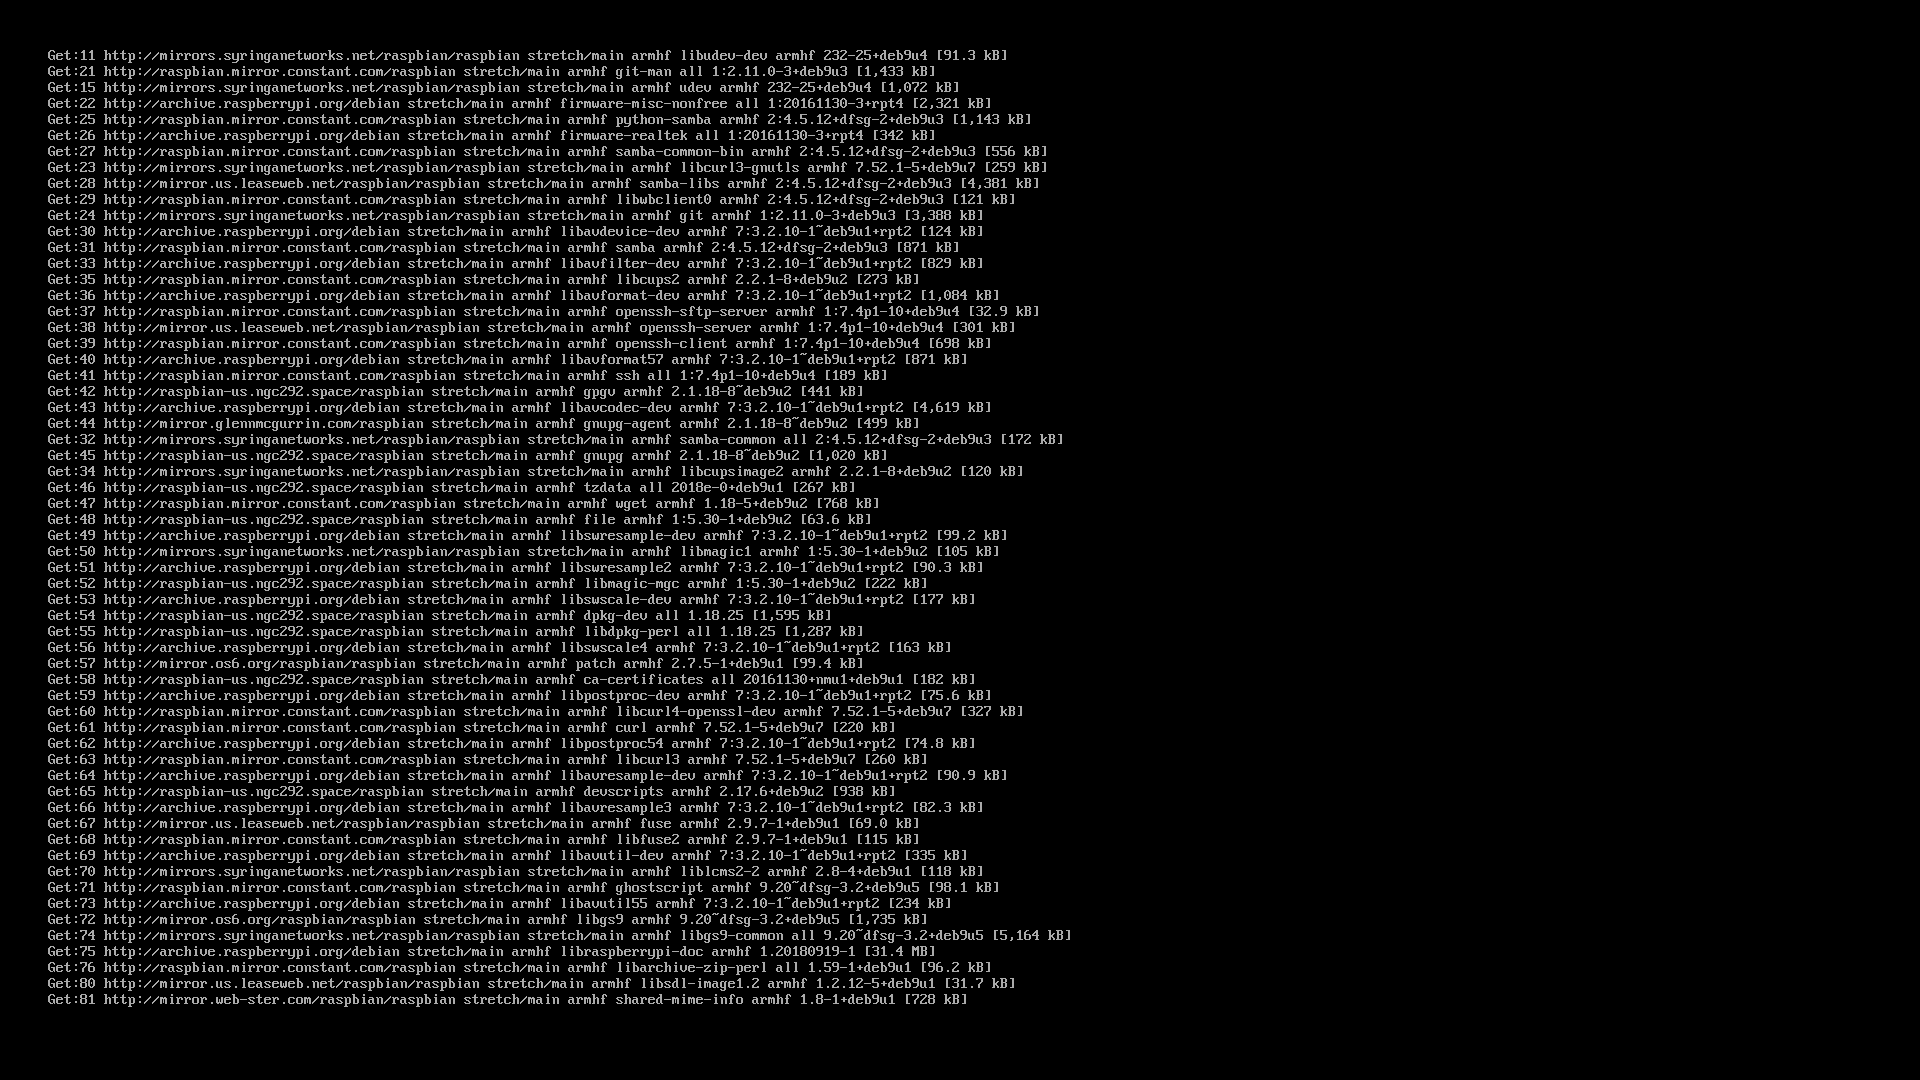 Get:11 http://mirrors.syringanetworks.net/raspbian/raspbian stretch/main armhf libudev-dev armhf 232-25+deb9u4 [91.3 kB]
Get:21 http://raspbian.mirror.constant.com/raspbian stretch/main armhf git-man all 1:2.11.0-3+deb9u3 [1,433 kB]
Get:15 http://mirrors.syringanetworks.net/raspbian/raspbian stretch/main armhf udev armhf 232-25+deb9u4 [1,072 kB]
Get:22 http://archive.raspberrypi.org/debian stretch/main armhf firmware-misc-nonfree all 1:20161130-3+rpt4 [2,321 kB]
Get:25 http://raspbian.mirror.constant.com/raspbian stretch/main armhf python-samba armhf 2:4.5.12+dfsg-2+deb9u3 [1,143 kB]
Get:26 http://archive.raspberrypi.org/debian stretch/main armhf firmware-realtek all 1:20161130-3+rpt4 [342 kB]
Get:27 http://raspbian.mirror.constant.com/raspbian stretch/main armhf samba-common-bin armhf 2:4.5.12+dfsg-2+deb9u3 [556 kB]
Get:23 http://mirrors.syringanetworks.net/raspbian/raspbian stretch/main armhf libcurl3-gnutls armhf 7.52.1-5+deb9u7 [259 kB]
Get:28 http://mirror.us.leaseweb.net/raspbian/raspbian stretch/main armhf samba-libs armhf 2:4.5.12+dfsg-2+deb9u3 [4,381 kB]
Get:29 http://raspbian.mirror.constant.com/raspbian stretch/main armhf libwbclient0 armhf 2:4.5.12+dfsg-2+deb9u3 [121 kB]
Get:24 http://mirrors.syringanetworks.net/raspbian/raspbian stretch/main armhf git armhf 1:2.11.0-3+deb9u3 [3,388 kB]
Get:30 http://archive.raspberrypi.org/debian stretch/main armhf libavdevice-dev armhf 7:3.2.10-1~deb9u1+rpt2 [124 kB]
Get:31 http://raspbian.mirror.constant.com/raspbian stretch/main armhf samba armhf 2:4.5.12+dfsg-2+deb9u3 [871 kB]
Get:33 http://archive.raspberrypi.org/debian stretch/main armhf libavfilter-dev armhf 7:3.2.10-1~deb9u1+rpt2 [829 kB]
Get:35 http://raspbian.mirror.constant.com/raspbian stretch/main armhf libcups2 armhf 2.2.1-8+deb9u2 [273 kB]
Get:36 http://archive.raspberrypi.org/debian stretch/main armhf libavformat-dev armhf 7:3.2.10-1~deb9u1+rpt2 [1,084 kB]
Get:37 http://raspbian.mirror.constant.com/raspbian stretch/main armhf openssh-sftp-server armhf 1:7.4p1-10+deb9u4 [32.9 kB]
Get:38 http://mirror.us.leaseweb.net/raspbian/raspbian stretch/main armhf openssh-server armhf 1:7.4p1-10+deb9u4 [301 kB]
Get:39 http://raspbian.mirror.constant.com/raspbian stretch/main armhf openssh-client armhf 1:7.4p1-10+deb9u4 [698 kB]
Get:40 http://archive.raspberrypi.org/debian stretch/main armhf libavformat57 armhf 7:3.2.10-1~deb9u1+rpt2 [871 kB]
Get:41 http://raspbian.mirror.constant.com/raspbian stretch/main armhf ssh all 1:7.4p1-10+deb9u4 [189 kB]
Get:42 http://raspbian-us.ngc292.space/raspbian stretch/main armhf gpgv armhf 2.1.18-8~deb9u2 [441 kB]
Get:43 http://archive.raspberrypi.org/debian stretch/main armhf libavcodec-dev armhf 7:3.2.10-1~deb9u1+rpt2 [4,619 kB]
Get:44 http://mirror.glennmcgurrin.com/raspbian stretch/main armhf gnupg-agent armhf 2.1.18-8~deb9u2 [499 kB]
Get:32 http://mirrors.syringanetworks.net/raspbian/raspbian stretch/main armhf samba-common all 2:4.5.12+dfsg-2+deb9u3 [172 kB]
Get:45 http://raspbian-us.ngc292.space/raspbian stretch/main armhf gnupg armhf 2.1.18-8~deb9u2 [1,020 kB]
Get:34 http://mirrors.syringanetworks.net/raspbian/raspbian stretch/main armhf libcupsimage2 armhf 2.2.1-8+deb9u2 [120 kB]
Get:46 http://raspbian-us.ngc292.space/raspbian stretch/main armhf tzdata all 2018e-0+deb9u1 [267 kB]
Get:47 http://raspbian.mirror.constant.com/raspbian stretch/main armhf wget armhf 1.18-5+deb9u2 [768 kB]
Get:48 http://raspbian-us.ngc292.space/raspbian stretch/main armhf file armhf 1:5.30-1+deb9u2 [63.6 kB]
Get:49 http://archive.raspberrypi.org/debian stretch/main armhf libswresample-dev armhf 7:3.2.10-1~deb9u1+rpt2 [99.2 kB]
Get:50 http://mirrors.syringanetworks.net/raspbian/raspbian stretch/main armhf libmagic1 armhf 1:5.30-1+deb9u2 [105 kB]
Get:51 http://archive.raspberrypi.org/debian stretch/main armhf libswresample2 armhf 7:3.2.10-1~deb9u1+rpt2 [90.3 kB]
Get:52 http://raspbian-us.ngc292.space/raspbian stretch/main armhf libmagic-mgc armhf 1:5.30-1+deb9u2 [222 kB]
Get:53 http://archive.raspberrypi.org/debian stretch/main armhf libswscale-dev armhf 7:3.2.10-1~deb9u1+rpt2 [177 kB]
Get:54 http://raspbian-us.ngc292.space/raspbian stretch/main armhf dpkg-dev all 1.18.25 [1,595 kB]
Get:55 http://raspbian-us.ngc292.space/raspbian stretch/main armhf libdpkg-perl all 1.18.25 [1,287 kB]
Get:56 http://archive.raspberrypi.org/debian stretch/main armhf libswscale4 armhf 7:3.2.10-1~deb9u1+rpt2 [163 kB]
Get:57 http://mirror.os6.org/raspbian/raspbian stretch/main armhf patch armhf 2.7.5-1+deb9u1 [99.4 kB]
Get:58 http://raspbian-us.ngc292.space/raspbian stretch/main armhf ca-certificates all 20161130+nmu1+deb9u1 [182 kB]
Get:59 http://archive.raspberrypi.org/debian stretch/main armhf libpostproc-dev armhf 7:3.2.10-1~deb9u1+rpt2 [75.6 kB]
Get:60 http://raspbian.mirror.constant.com/raspbian stretch/main armhf libcurl4-openssl-dev armhf 7.52.1-5+deb9u7 [327 kB]
Get:61 http://raspbian.mirror.constant.com/raspbian stretch/main armhf curl armhf 7.52.1-5+deb9u7 [220 kB]
Get:62 http://archive.raspberrypi.org/debian stretch/main armhf libpostproc54 armhf 7:3.2.10-1~deb9u1+rpt2 [74.8 kB]
Get:63 http://raspbian.mirror.constant.com/raspbian stretch/main armhf libcurl3 armhf 7.52.1-5+deb9u7 [260 kB]
Get:64 http://archive.raspberrypi.org/debian stretch/main armhf libavresample-dev armhf 7:3.2.10-1~deb9u1+rpt2 [90.9 kB]
Get:65 http://raspbian-us.ngc292.space/raspbian stretch/main armhf devscripts armhf 2.17.6+deb9u2 [938 kB]
Get:66 http://archive.raspberrypi.org/debian stretch/main armhf libavresample3 armhf 7:3.2.10-1~deb9u1+rpt2 [82.3 kB]
Get:67 http://mirror.us.leaseweb.net/raspbian/raspbian stretch/main armhf fuse armhf 2.9.7-1+deb9u1 [69.0 kB]
Get:68 http://raspbian.mirror.constant.com/raspbian stretch/main armhf libfuse2 armhf 2.9.7-1+deb9u1 [115 kB]
Get:69 http://archive.raspberrypi.org/debian stretch/main armhf libavutil-dev armhf 7:3.2.10-1~deb9u1+rpt2 [335 kB]
Get:70 http://mirrors.syringanetworks.net/raspbian/raspbian stretch/main armhf liblcms2-2 armhf 2.8-4+deb9u1 [118 kB]
Get:71 http://raspbian.mirror.constant.com/raspbian stretch/main armhf ghostscript armhf 9.20~dfsg-3.2+deb9u5 [98.1 kB]
Get:73 http://archive.raspberrypi.org/debian stretch/main armhf libavutil55 armhf 7:3.2.10-1~deb9u1+rpt2 [234 kB]
Get:72 http://mirror.os6.org/raspbian/raspbian stretch/main armhf libgs9 armhf 9.20~dfsg-3.2+deb9u5 [1,735 kB]
Get:74 http://mirrors.syringanetworks.net/raspbian/raspbian stretch/main armhf libgs9-common all 9.20~dfsg-3.2+deb9u5 [5,164 kB]
Get:75 http://archive.raspberrypi.org/debian stretch/main armhf libraspberrypi-doc armhf 1.20180919-1 [31.4 MB]
Get:76 http://raspbian.mirror.constant.com/raspbian stretch/main armhf libarchive-zip-perl all 1.59-1+deb9u1 [96.2 kB]
Get:80 http://mirror.us.leaseweb.net/raspbian/raspbian stretch/main armhf libsdl-image1.2 armhf 1.2.12-5+deb9u1 [31.7 kB]
Get:81 http://mirror.web-ster.com/raspbian/raspbian stretch/main armhf shared-mime-info armhf 1.8-1+deb9u1 [728 kB]